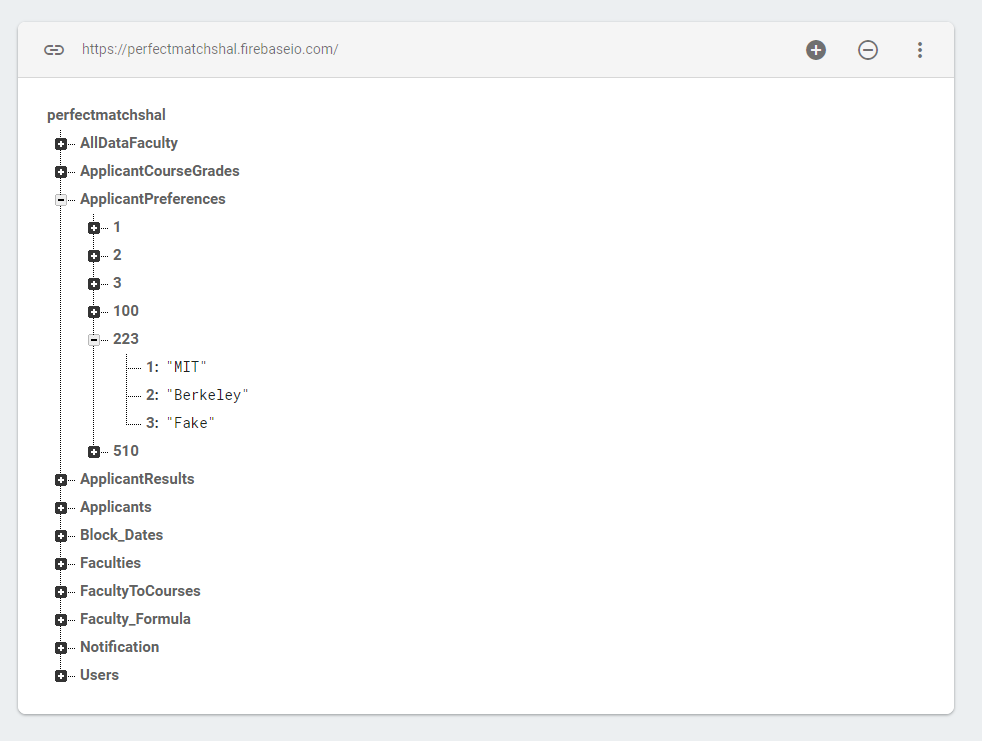 https://perfectmatchshal.firebaseio.com/
perfectmatchshal
AllDataFaculty
ApplicantCourseGrades
ApplicantPreferences
1
2
3
100
223
1: "MIT"
2: "Berkeley"
3: "Fake"
510
ApplicantResults
Applicants
Block_Dates
Faculties
FacultyToCourses
Faculty_Formula
Notification
Users